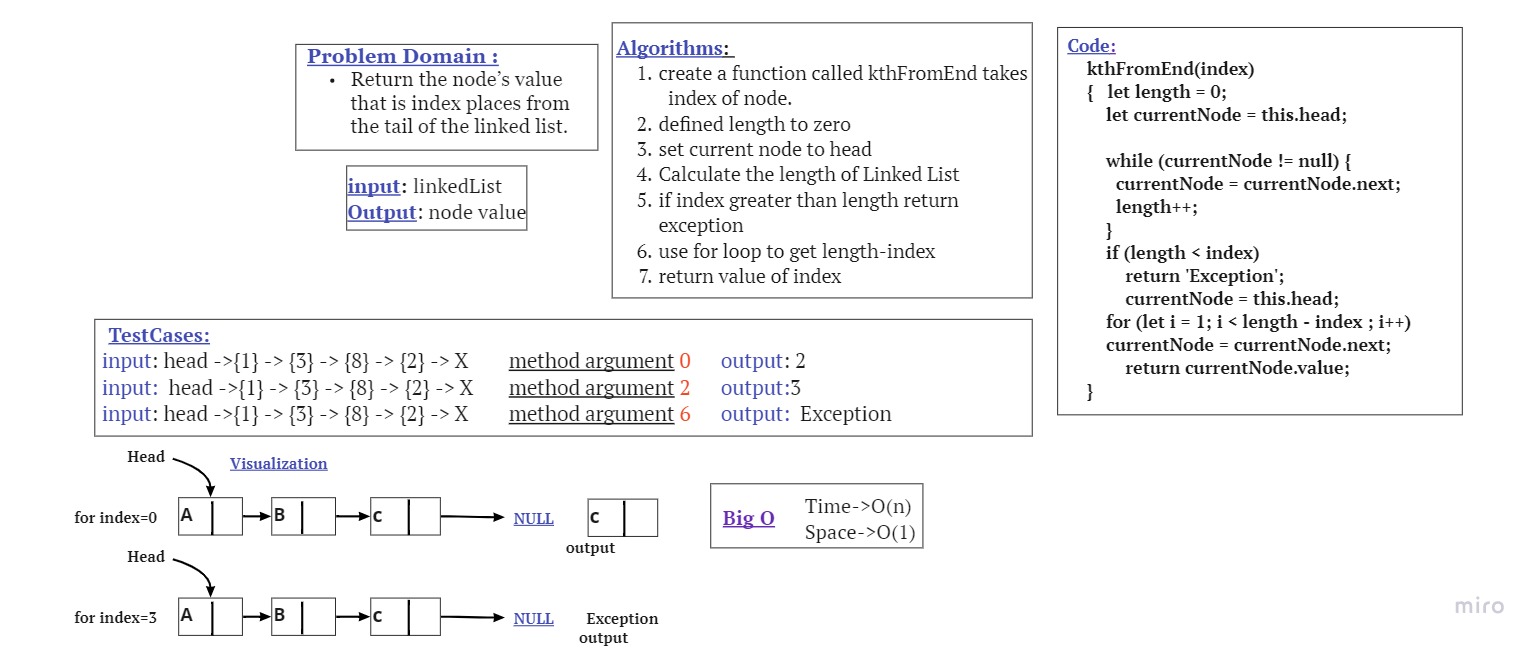 Problem Domain :
• Return the node's value
that is index places from
the tail of the linked list.
input: linkedList
Output: node value
Algorithms:
1. create a function called kthFromEnd takes
index of node.
2. defined length to zero
3. set current node to head
4. Calculate the length of Linked List
5. if index greater than length return
exception
6. use for loop to get length-index
7. return value of index
Code:
kthFromEnd(index)
{ let length = 0;
let currentNode = this.head;
while (currentNode != null) {
currentNode = currentNode.next;
length++;
}
if (length < index)
return 'Exception';
currentNode = this.head;
for (let i = 1; i < length - index ; i++)
currentNode = currentNode.next;
return currentNode.value;
}
TestCases:
input: head ->{1} -> {3} -> {8} -> {2} -> X method argument 0 output: 2
input: head ->{1} -> {3} -> {8} -> {2} -> X method argument 2 output:3
input: head ->{1} -> {3} -> {8} -> {2} -> X method argument 6 output: Exception
Head
Visualization
for index=0 A B c NULL c
output
Head
for index=3 A B c NULL Exception
output
Big O
Time->O(n)
Space->O(1)
miro